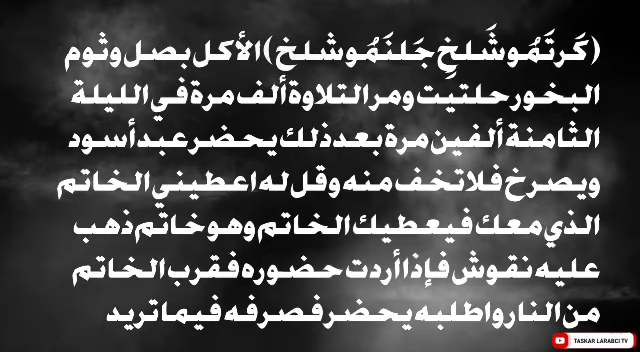 (كَرتَمُوشَلخٍ جَلنَمُوشلخ) الأكل بصل وثوم
البخور حلتيت ومر التلاوة ألف مرة في الليلة
الثامنة ألفين مرة بعد ذلك يحضر عبد أسود
ويصرخ فلا تخف منه وقل له اعطيني الخاتم
الذي معك فيعطيك الخاتم وهو خاتم ذهب
عليه نقوش فإذا أردت حضوره فقرب الخاتم
من النار واطلبه يحضر فصرفه فيما تريد
TASKAR LARABCI TV